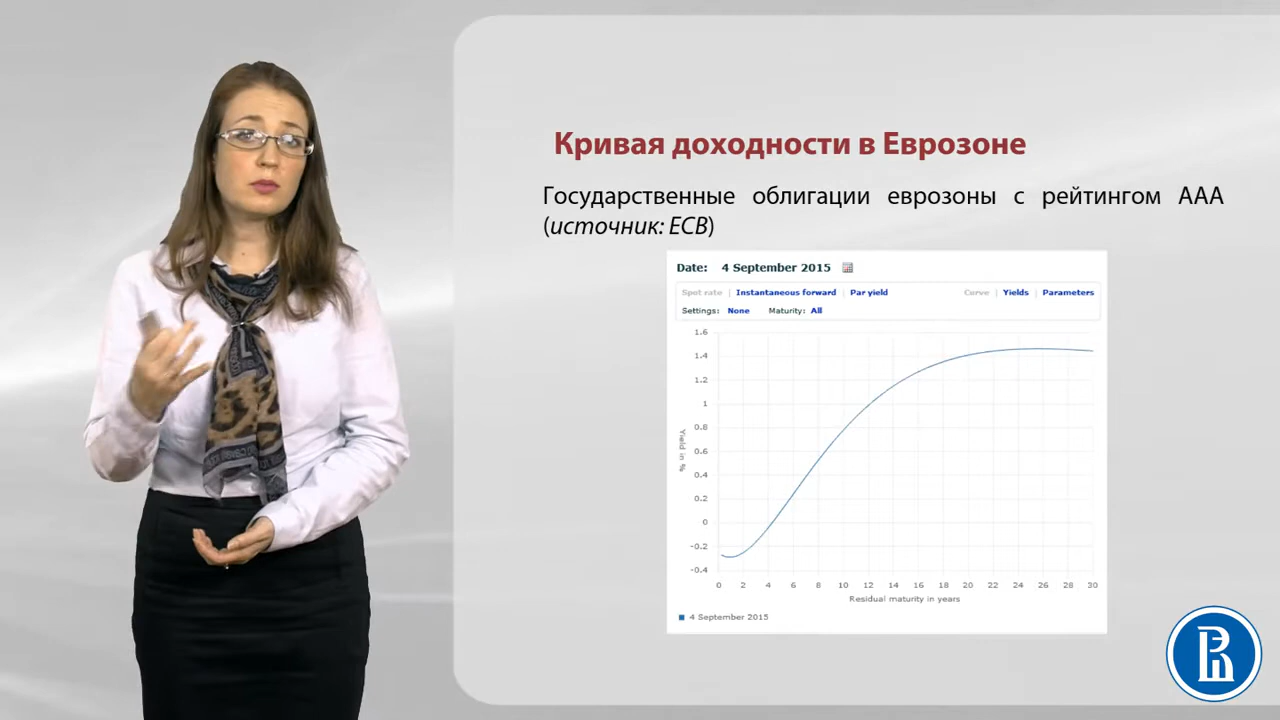 Кривая доходности в Еврозоне
Государственные облигации еврозоны с рейтингом ААА
(источник: ECB)
Date: 4 September 2015
Spot rate | Instantaneous forward | Par yield Curve | Yields | Parameters
Settings: None Maturity: All
1.6
1.4
1.2
1
0.8
0.6
0.4
0.2
0
-0.2
-0.4
Yield in %
0 2 4 6 8 10 12 14 16 18 20 22 24 26 28 30
Residual maturity in years
4 September 2015